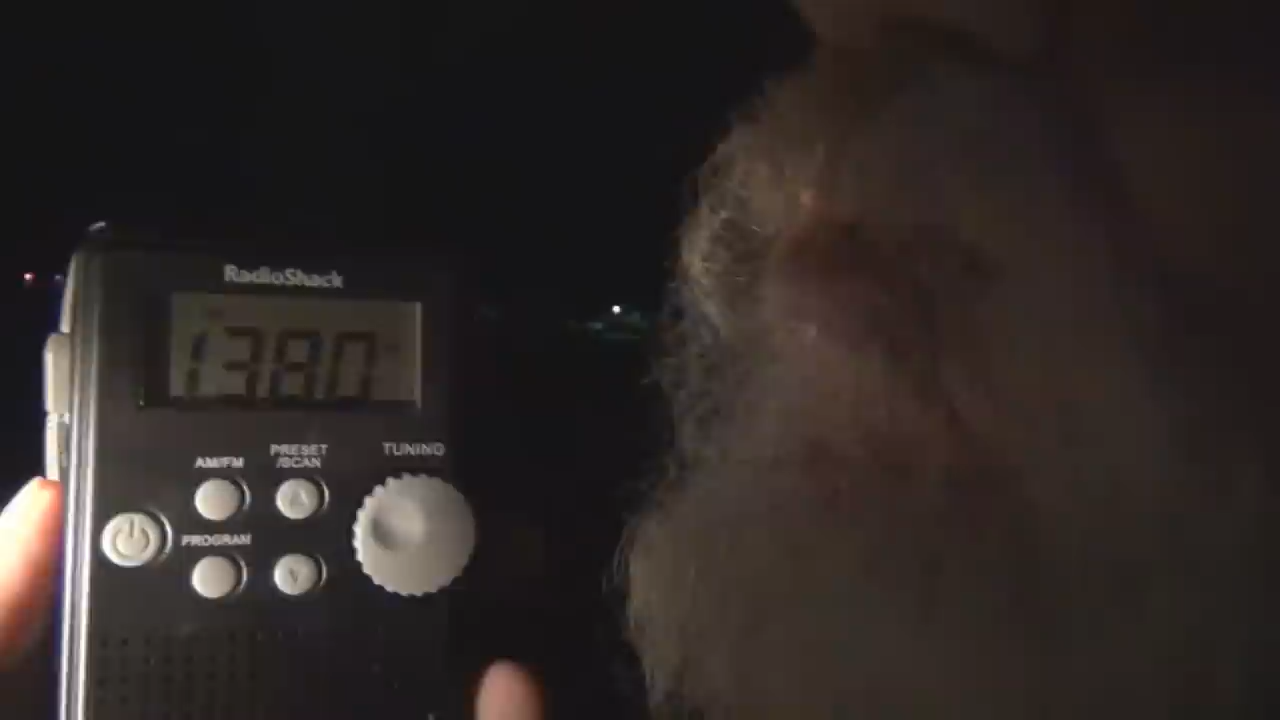 RadioShack
1380
TUNING
PRESET
/SCAN
AM/FM
PROGRAM